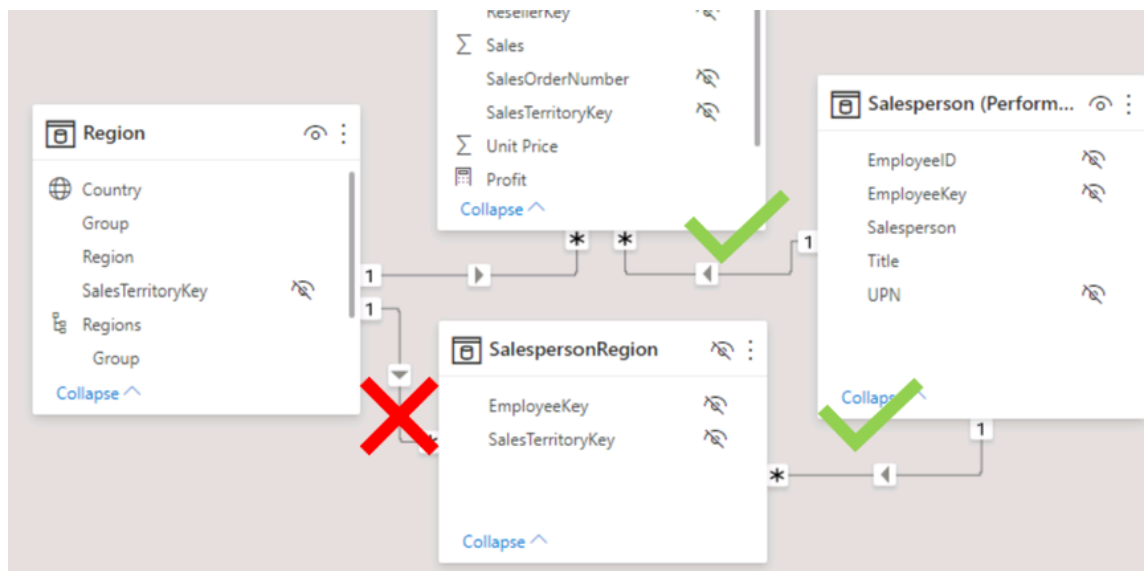 ResellerKey
Sales
SalesOrderNumber
SalesTerritoryKey
Unit Price
Profit
Collapse
Region
Country
Group
Region
SalesTerritoryKey
Regions
Group
Collapse
Salesperson (Perform...
EmployeeID
EmployeeKey
Salesperson
Title
UPN
Collapse
1
*
*
1
1
*
1
SalespersonRegion
EmployeeKey
SalesTerritoryKey
Collapse